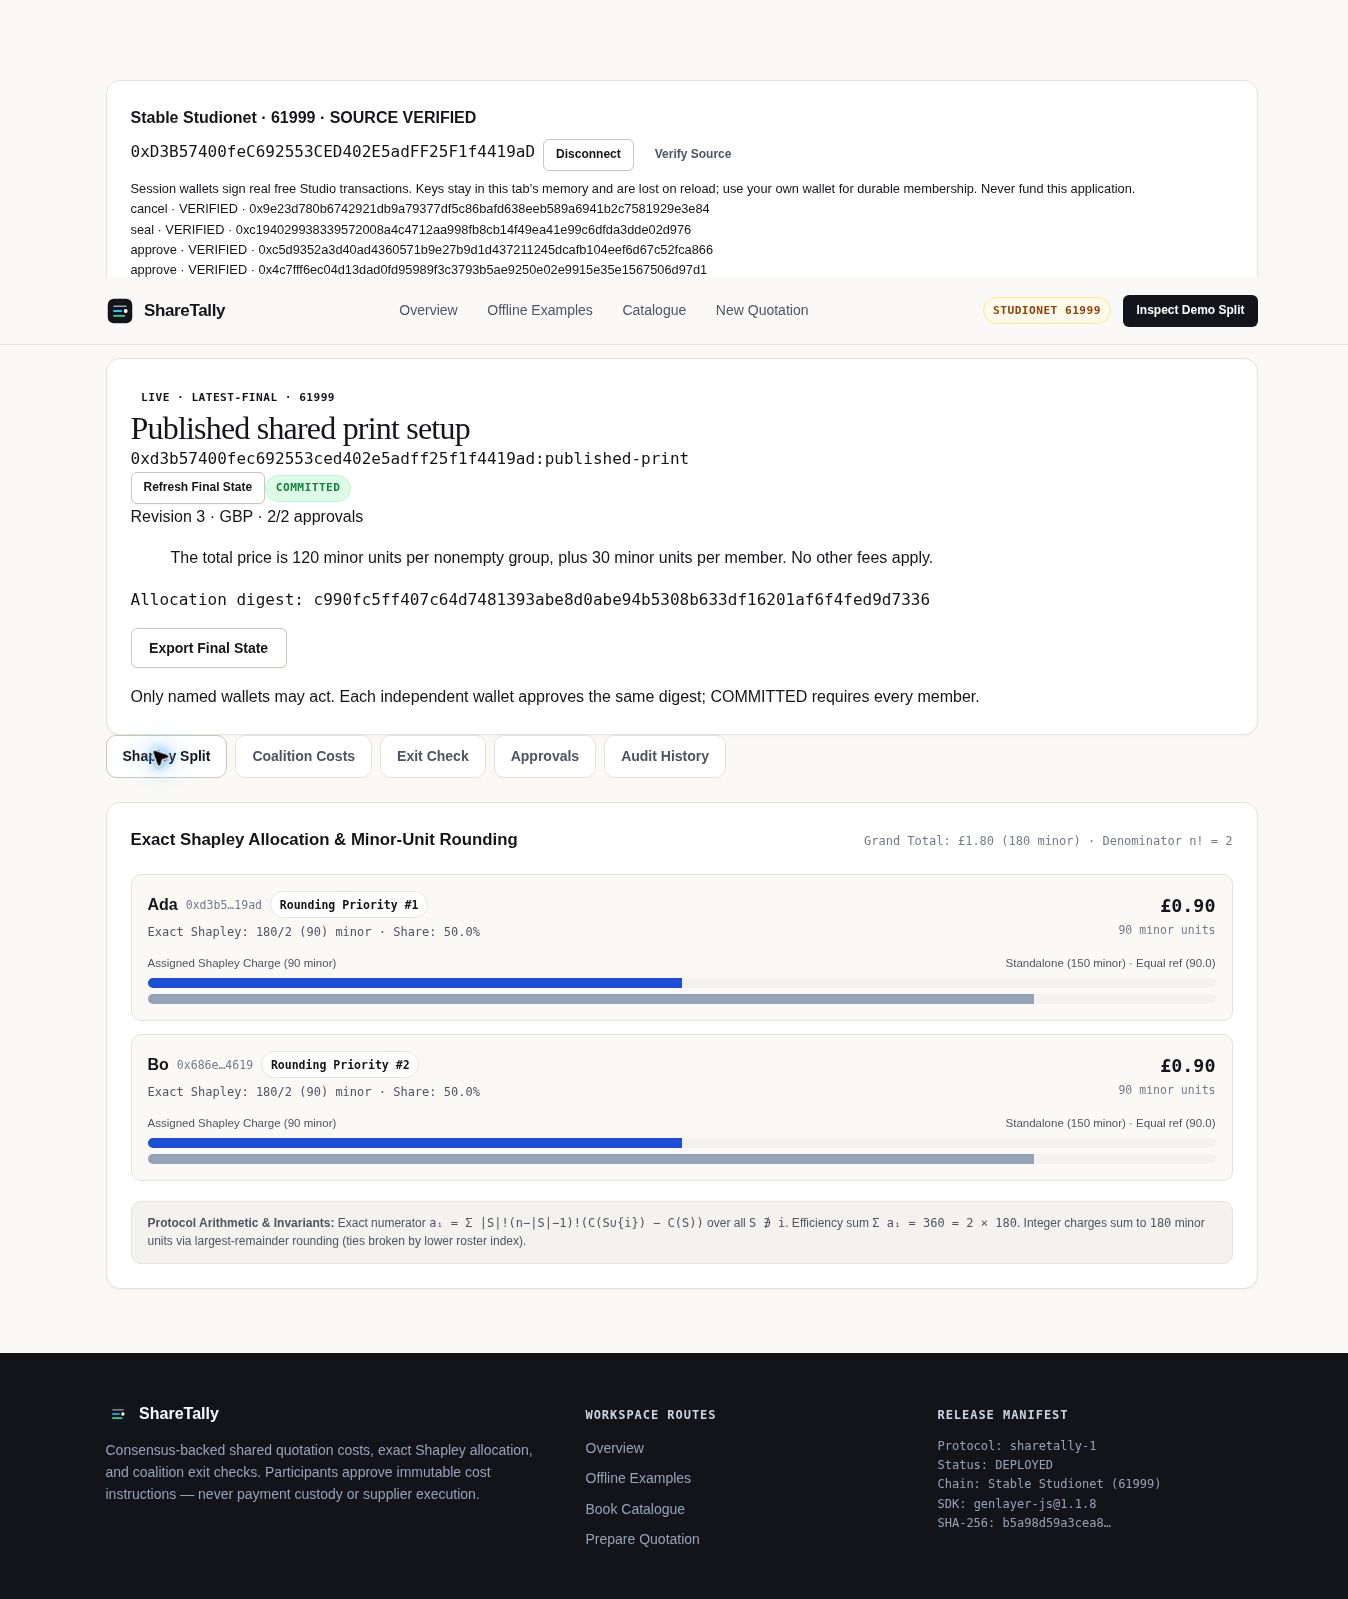 Stable Studionet · 61999 · SOURCE VERIFIED
0xD3B57400feC692553CED402E5adFF25F1f4419aD Disconnect Verify Source
Session wallets sign real free Studio transactions. Keys stay in this tab's memory and are lost on reload; use your own wallet for durable membership. Never fund this application.
cancel · VERIFIED · 0x9e23d780b6742921db9a79377df5c86bafd638eeb589a6941b2c7581929e3e84
seal · VERIFIED · 0xc194029938339572008a4c4712aa998fb8cb14f49ea41e99c6dfda3dde02d976
approve · VERIFIED · 0xc5d9352a3d40ad4360571b9e27b9d1d437211245dcafb104eef6d67c52fca866
approve · VERIFIED · 0x4c7fff6ec04d13dad0fd95989f3c3793b5ae9250e02e9915e35e1567506d97d1
ShareTally Overview Offline Examples Catalogue New Quotation STUDIONET 61999 Inspect Demo Split
LIVE · LATEST-FINAL · 61999
Published shared print setup
0xd3b57400fec692553ced402e5adff25f1f4419ad:published-print
Refresh Final State COMMITTED
Revision 3 · GBP · 2/2 approvals
The total price is 120 minor units per nonempty group, plus 30 minor units per member. No other fees apply.
Allocation digest: c990fc5ff407c64d7481393abe8d0abe94b5308b633df16201af6f4fed9d7336
Export Final State
Only named wallets may act. Each independent wallet approves the same digest; COMMITTED requires every member.
Shapley Split Coalition Costs Exit Check Approvals Audit History
Exact Shapley Allocation & Minor-Unit Rounding Grand Total: £1.80 (180 minor) · Denominator n! = 2
Ada 0xd3b5…19ad Rounding Priority #1 £0.90
Exact Shapley: 180/2 (90) minor · Share: 50.0% 90 minor units
Assigned Shapley Charge (90 minor) Standalone (150 minor) · Equal ref (90.0)
Bo 0x686e…4619 Rounding Priority #2 £0.90
Exact Shapley: 180/2 (90) minor · Share: 50.0% 90 minor units
Assigned Shapley Charge (90 minor) Standalone (150 minor) · Equal ref (90.0)
Protocol Arithmetic & Invariants: Exact numerator aᵢ = Σ |S|!(n−|S|−1)!(C(S∪{i}) − C(S)) over all S ∌ i. Efficiency sum Σ aᵢ = 360 = 2 × 180. Integer charges sum to 180 minor
units via largest-remainder rounding (ties broken by lower roster index).
ShareTally
Consensus-backed shared quotation costs, exact Shapley allocation,
and coalition exit checks. Participants approve immutable cost
instructions — never payment custody or supplier execution.
WORKSPACE ROUTES
Overview
Offline Examples
Book Catalogue
Prepare Quotation
RELEASE MANIFEST
Protocol: sharetally-1
Status: DEPLOYED
Chain: Stable Studionet (61999)
SDK: genlayer-js@1.1.8
SHA-256: b5a98d59a3cea8…